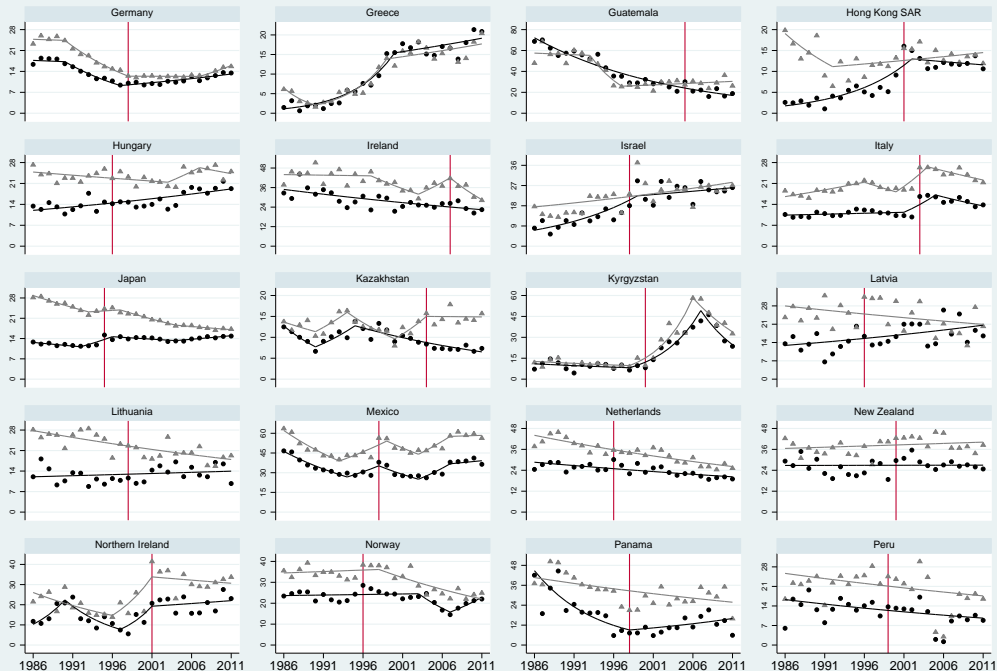 Germany Greece Guatemala Hong Kong SAR
0 7 14 21 28
0 5 10 15 20
0 20 40 60 80
0 5 10 15 20
Hungary Ireland Israel Italy
0 7 14 21 28
0 12 24 36 48
0 9 18 27 36
0 7 14 21 28
Japan Kazakhstan Kyrgyzstan Latvia
0 7 14 21 28
0 5 10 15 20
0 15 30 45 60
0 7 14 21 28
Lithuania Mexico Netherlands New Zealand
0 7 14 21 28
0 15 30 45 60
0 12 24 36 48
0 12 24 36 48
Northern Ireland Norway Panama Peru
0 10 20 30 40
0 10 20 30 40
0 12 24 36 48
0 7 14 21 28
1986 1991 1996 2001 2006 2011 1986 1991 1996 2001 2006 2011 1986 1991 1996 2001 2006 2011 1986 1991 1996 2001 2006 2011